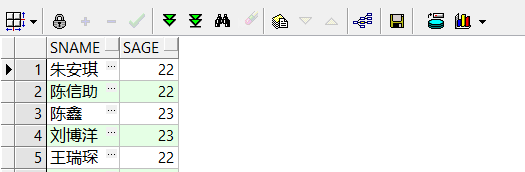 SNAME SAGE
1 朱安琪 ... 22
2 陈信助 ... 22
3 陈鑫 ... 23
4 刘博洋 ... 23
5 王瑞琛 ... 22